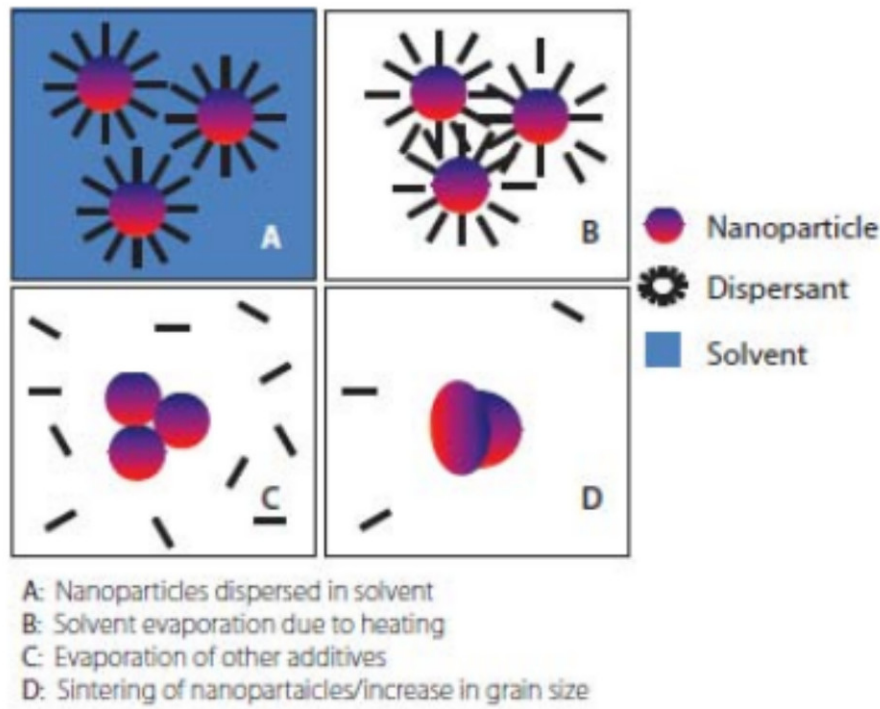 A
B
Nanoparticle
Dispersant
Solvent
C
D
A: Nanoparticles dispersed in solvent
B: Solvent evaporation due to heating
C: Evaporation of other additives
D: Sintering of nanopartaicles/increase in grain size